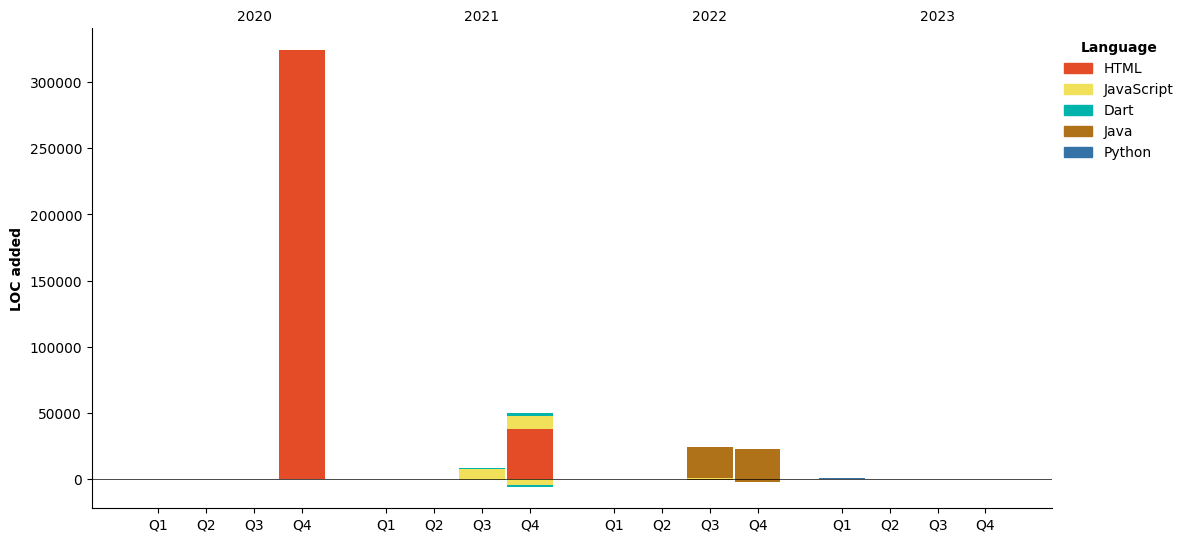 2020 2021 2022 2023
Language
HTML
JavaScript
Dart
Java
Python
LOC added
300000
250000
200000
150000
100000
50000
0
Q1 Q2 Q3 Q4 Q1 Q2 Q3 Q4 Q1 Q2 Q3 Q4 Q1 Q2 Q3 Q4